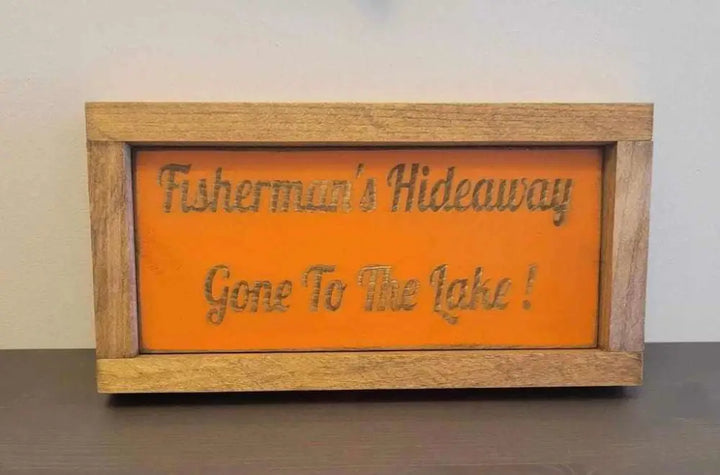 Fisherman's Hideaway
Gone To The Lake !